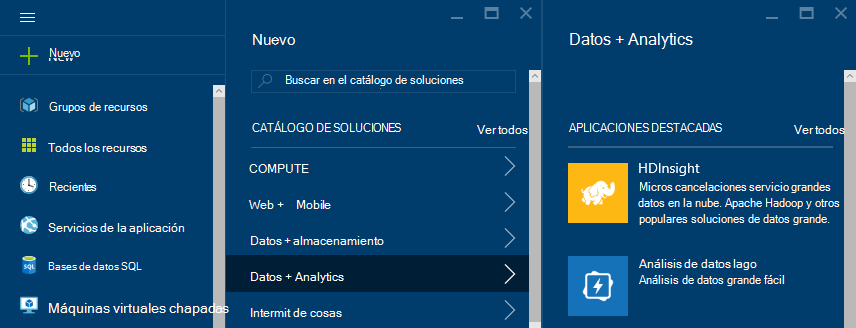 Nuevo
Grupos de recursos
Todos los recursos
Recientes
Servicios de la aplicación
SQL
Bases de datos SQL
Máquinas virtuales chapadas
Nuevo
Buscar en el catálogo de soluciones
CATÁLOGO DE SOLUCIONES
Ver todos
COMPUTE
Web + Mobile
Datos + almacenamiento
Datos + Analytics
Intermit de cosas
Datos + Analytics
APLICACIONES DESTACADAS
Ver todos
HDInsight
Micros cancelaciones servicio grandes
datos en la nube. Apache Hadoop y otros
populares soluciones de datos grande.
Análisis de datos lago
Análisis de datos grande fácil